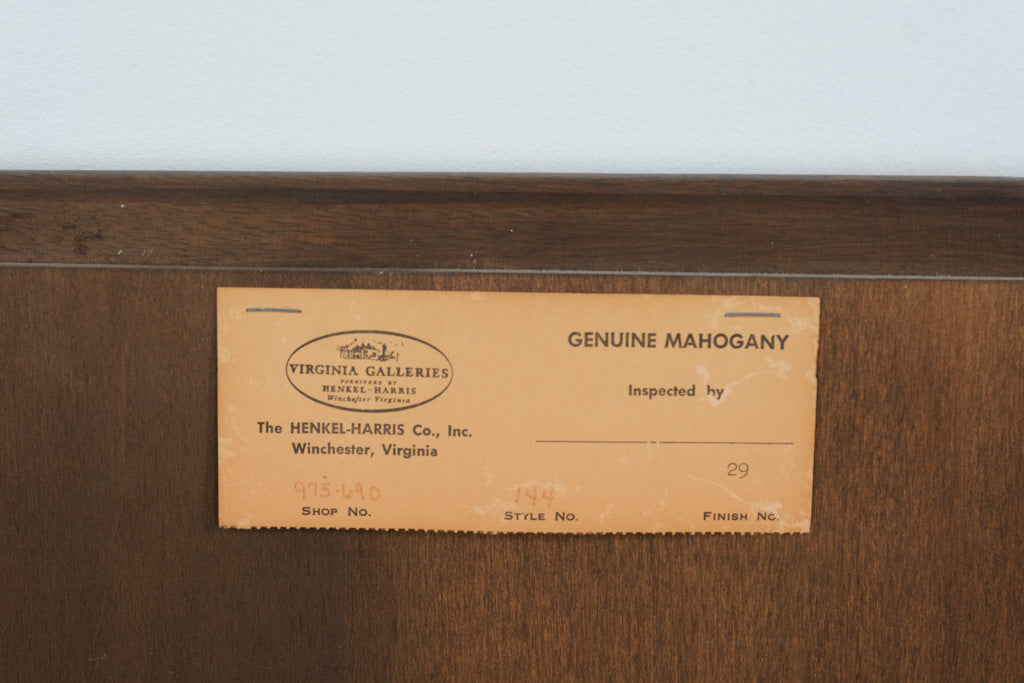 VIRGINIA GALLERIES
FURNITURE BY
HENKEL-HARRIS
Winchester Virginia
The HENKEL-HARRIS Co., Inc.
Winchester, Virginia
GENUINE MAHOGANY
Inspected by
29
975-690
144
SHOP NO.
STYLE NO.
FINISH NO.